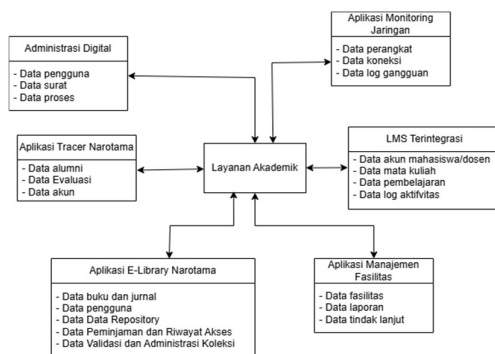 Aplikasi Monitoring
Jaringan
- Data perangkat
- Data koneksi
- Data log gangguan
Administrasi Digital
- Data pengguna
- Data surat
- Data proses
Aplikasi Tracer Narotama
- Data alumni
- Data Evaluasi
- Data akun
Layanan Akademik
LMS Terintegrasi
- Data akun mahasiswa/dosen
- Data mata kuliah
- Data pembelajaran
- Data log aktifvitas
Aplikasi E-Library Narotama
- Data buku dan jurnal
- Data pengguna
- Data Data Repository
- Data Peminjaman dan Riwayat Akses
- Data Validasi dan Administrasi Koleksi
Aplikasi Manajemen
Fasilitas
- Data fasilitas
- Data laporan
- Data tindak lanjut